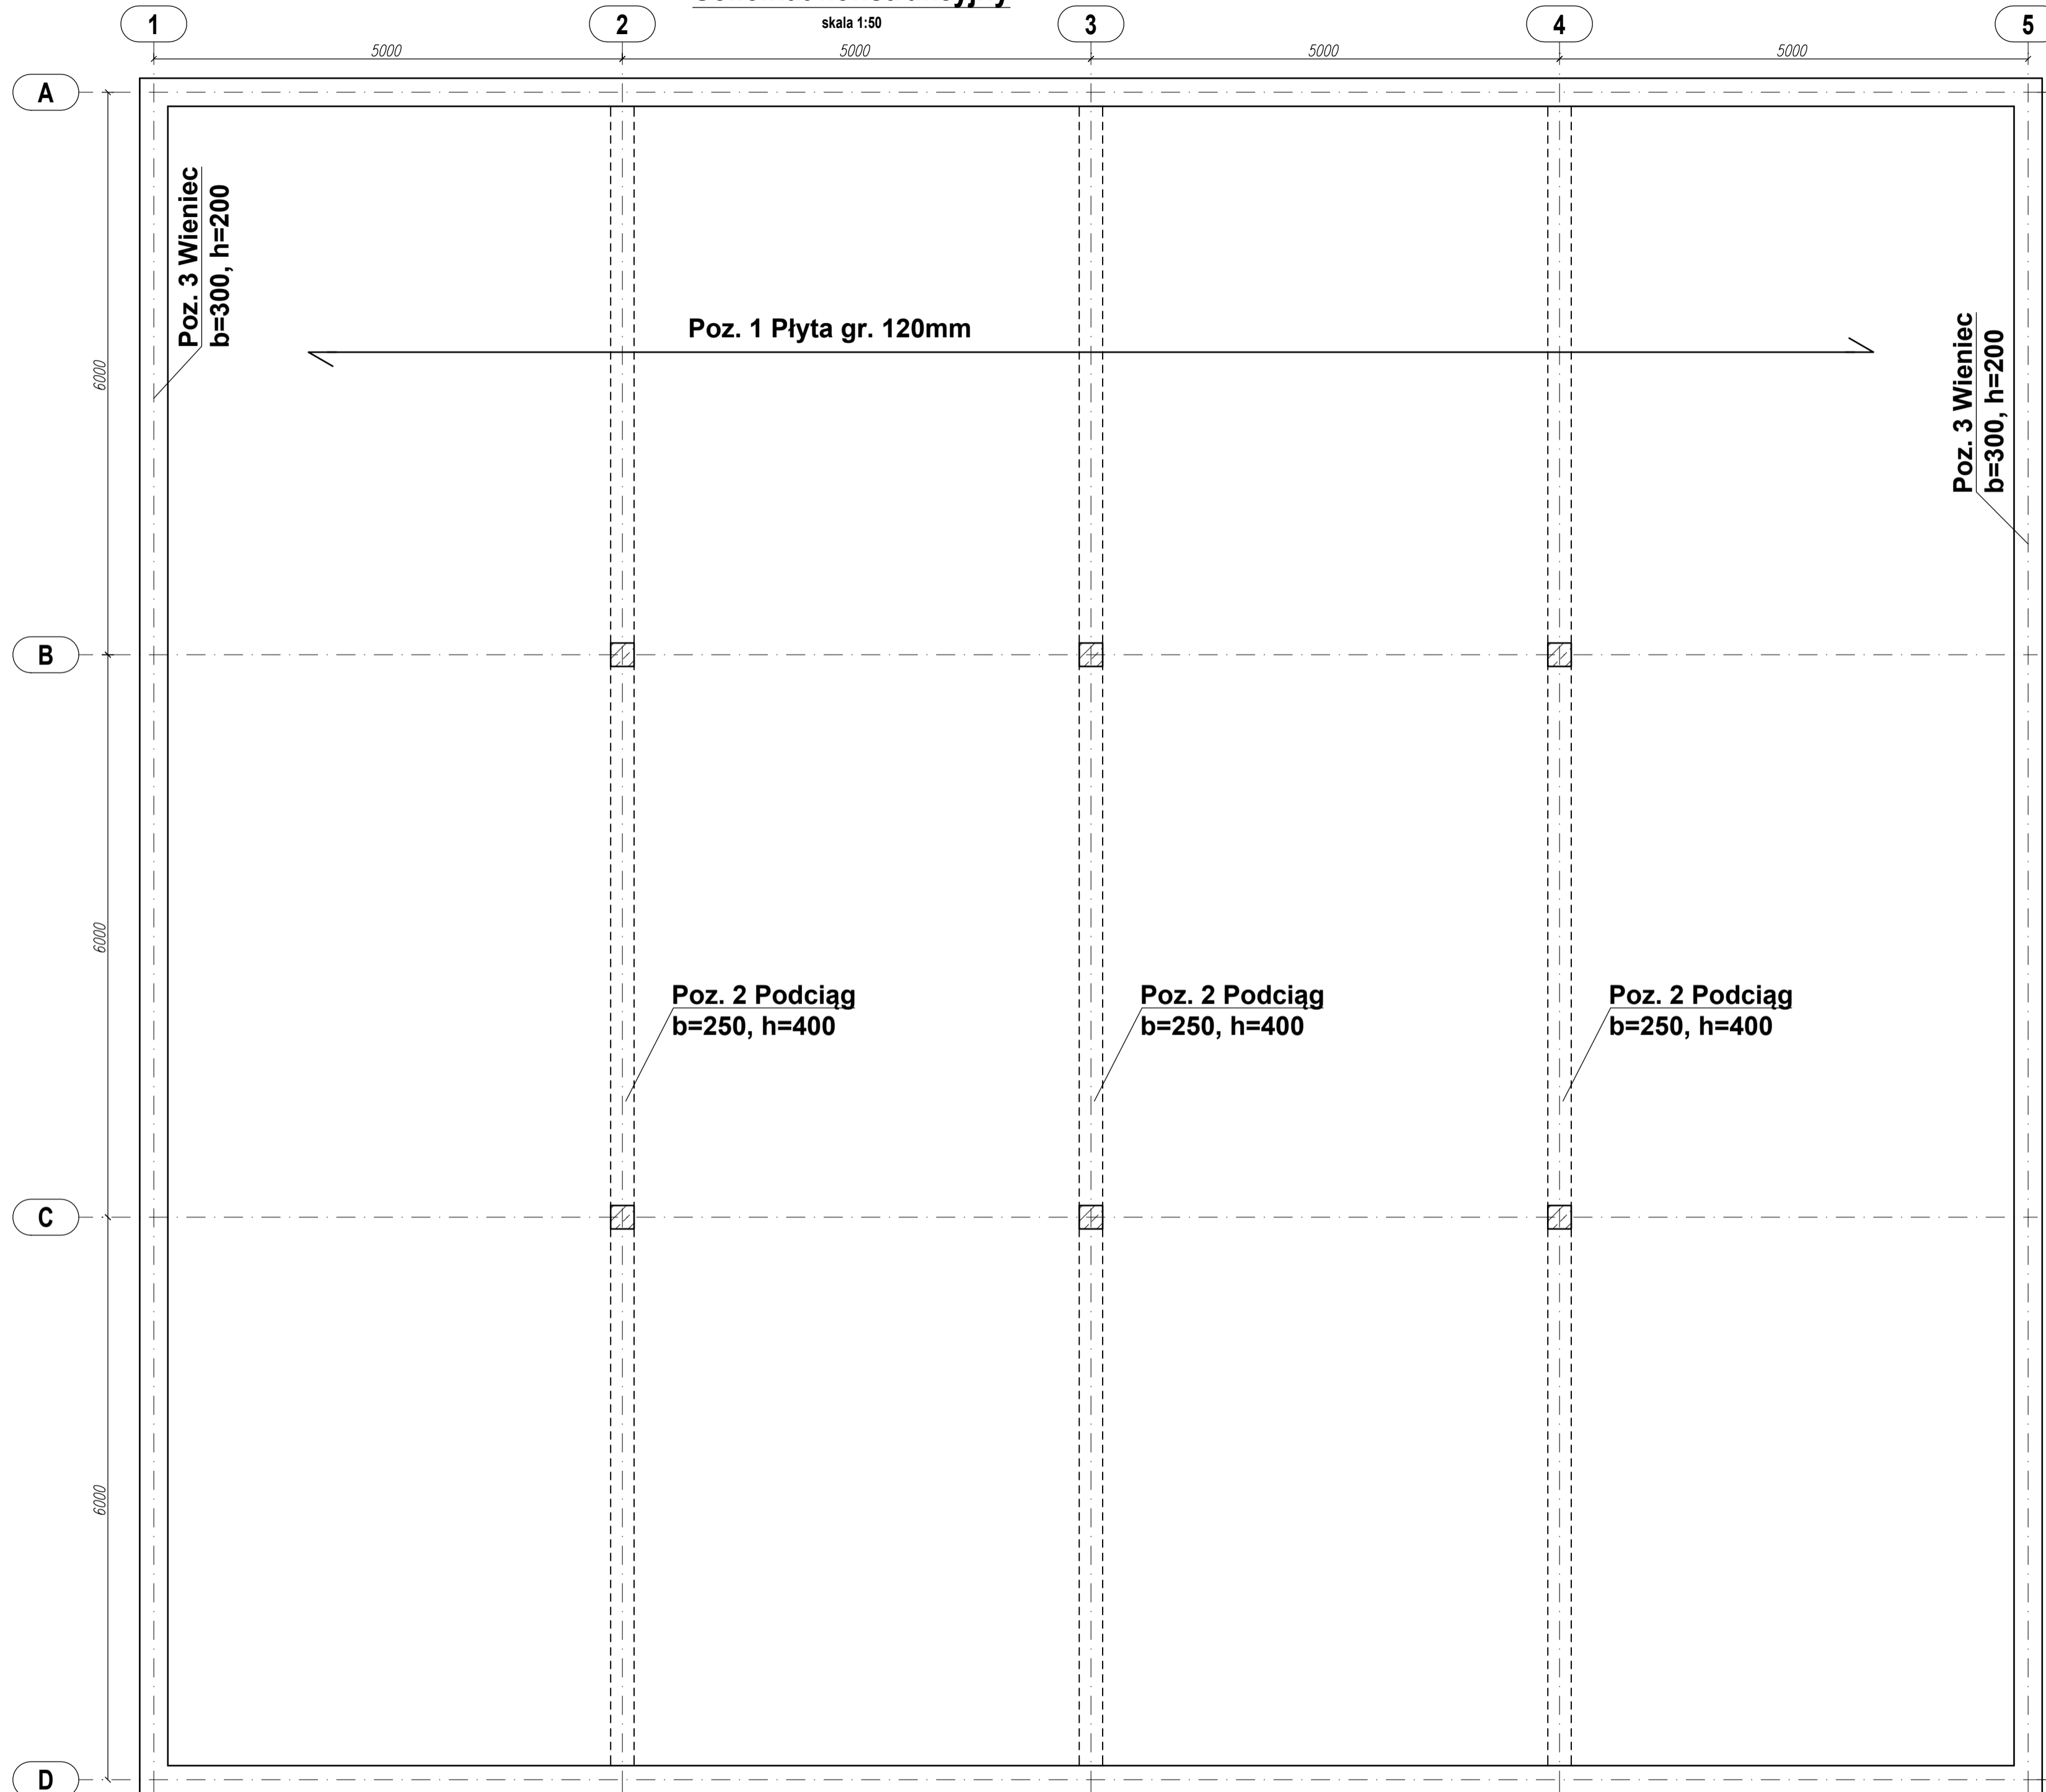 skala 1:50
1 2 3 4 5
5000 5000 5000 5000
A
Poz. 3 Wieniec
b=300, h=200
Poz. 1 Płyta gr. 120mm
Poz. 3 Wieniec
b=300, h=200
6000
B
6000
Poz. 2 Podciąg
b=250, h=400
Poz. 2 Podciąg
b=250, h=400
Poz. 2 Podciąg
b=250, h=400
C
6000
D